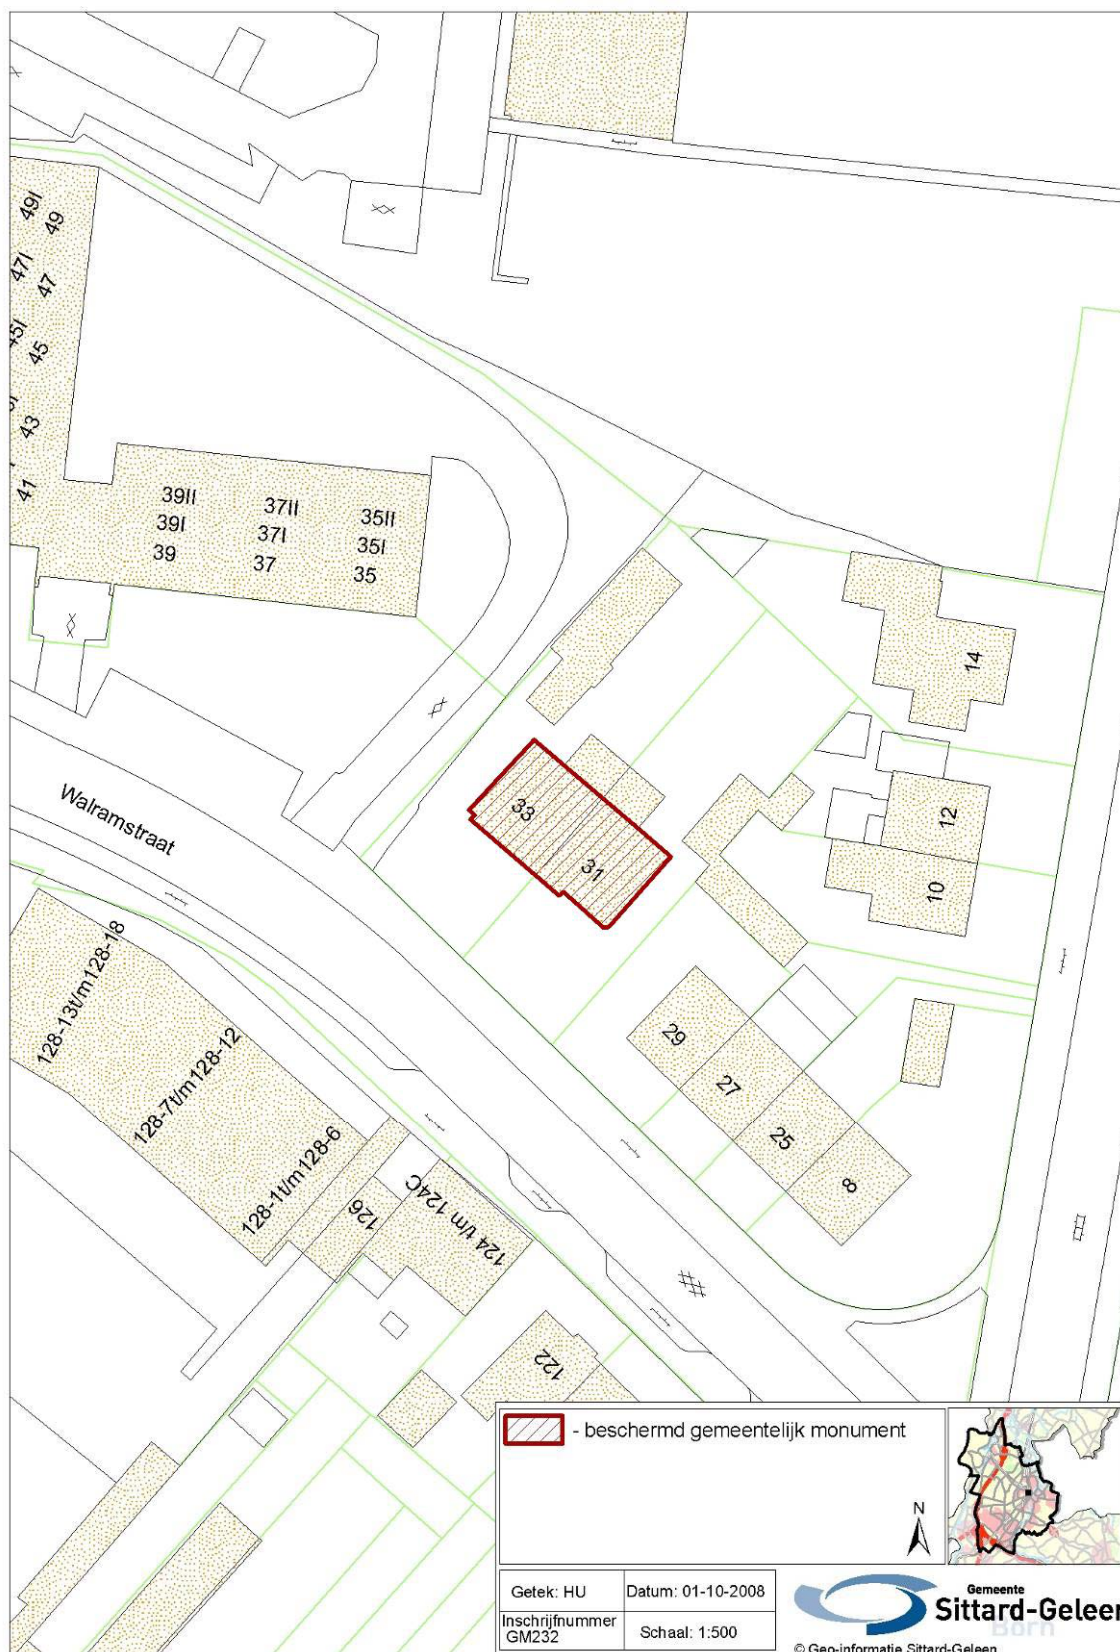 49I
49
47I
47
45I
45
43
41
39II
39I
39
37II
37I
37
35II
35I
35
14
33
31
12
10
Walramstraat
128-13t/m128-18
128-7t/m128-12
128-1t/m128-6
126
124 t/m 124C
29
27
25
8
122
- beschermd gemeentelijk monument
N
Getek: HU
Datum: 01-10-2008
Inschrijfnummer
GM232
Schaal: 1:500
Gemeente
Sittard-Geleen
Born
© Geo-informatie Sittard-Geleen